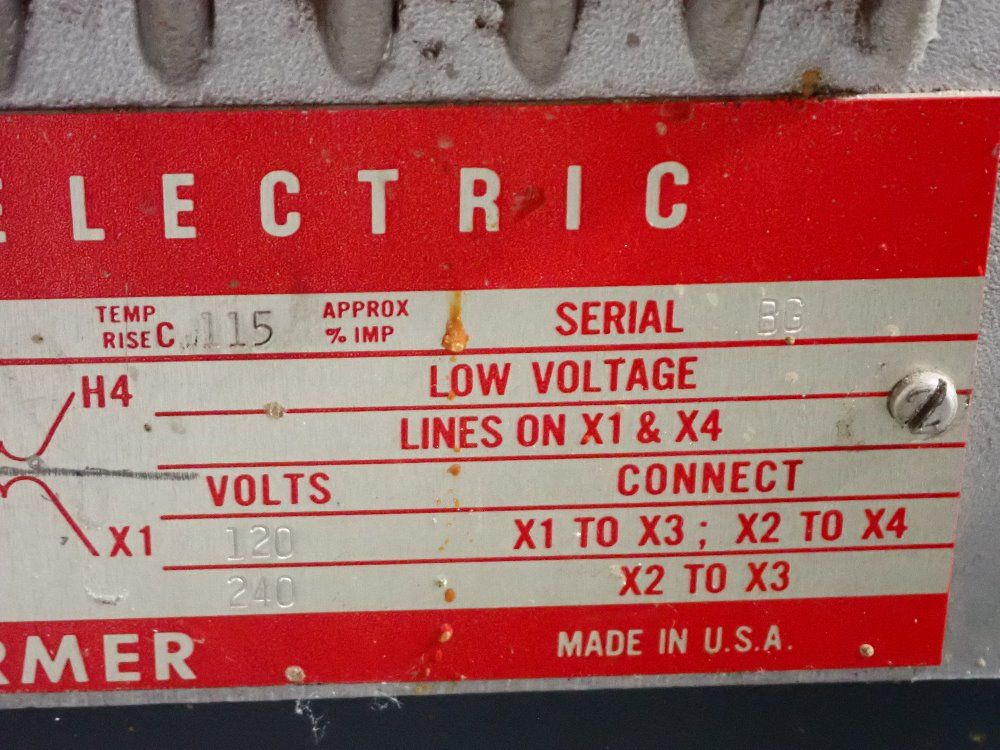 ELECTRIC
TEMP RISE C 115 APPROX % IMP SERIAL BG
H4 LOW VOLTAGE
LINES ON X1 & X4
VOLTS CONNECT
X1 120 X1 TO X3 ; X2 TO X4
240 X2 TO X3
RMER MADE IN U.S.A.